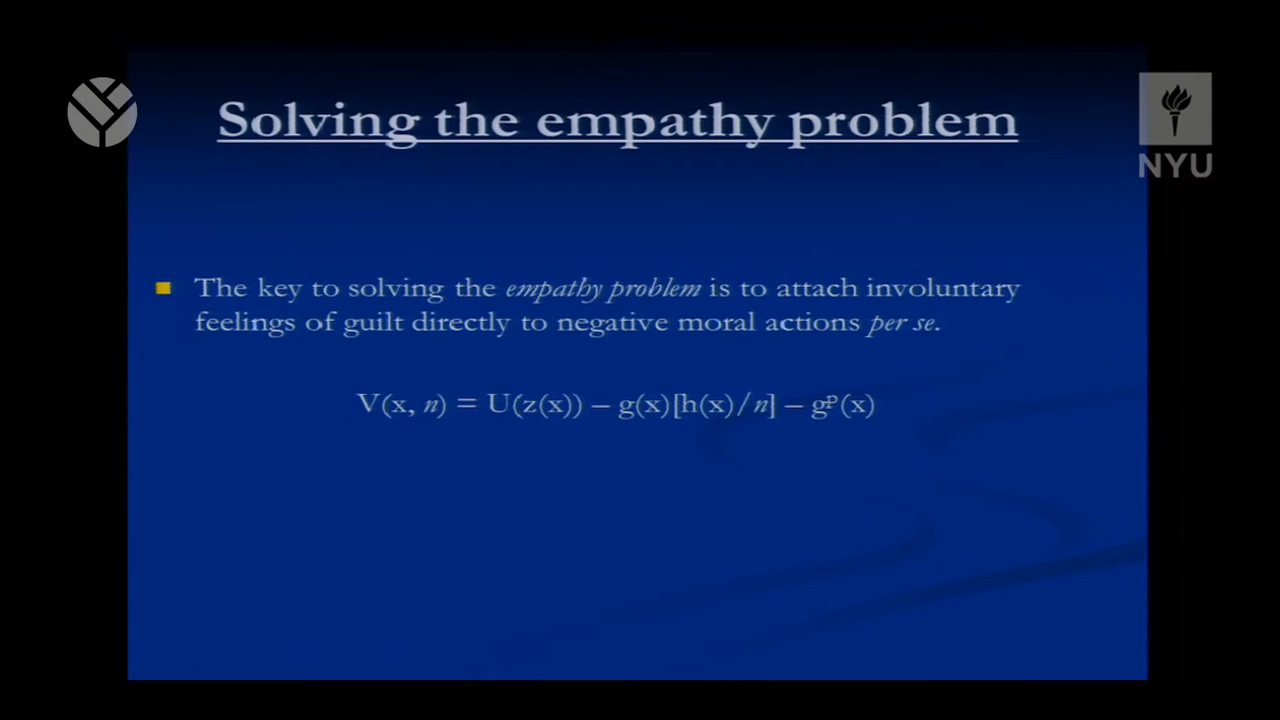 Solving the empathy problem
NYU
The key to solving the empathy problem is to attach involuntary
feelings of guilt directly to negative moral actions per se.
V(x, n) = U(z(x)) – g(x)[h(x)/n] – gᵖ(x)